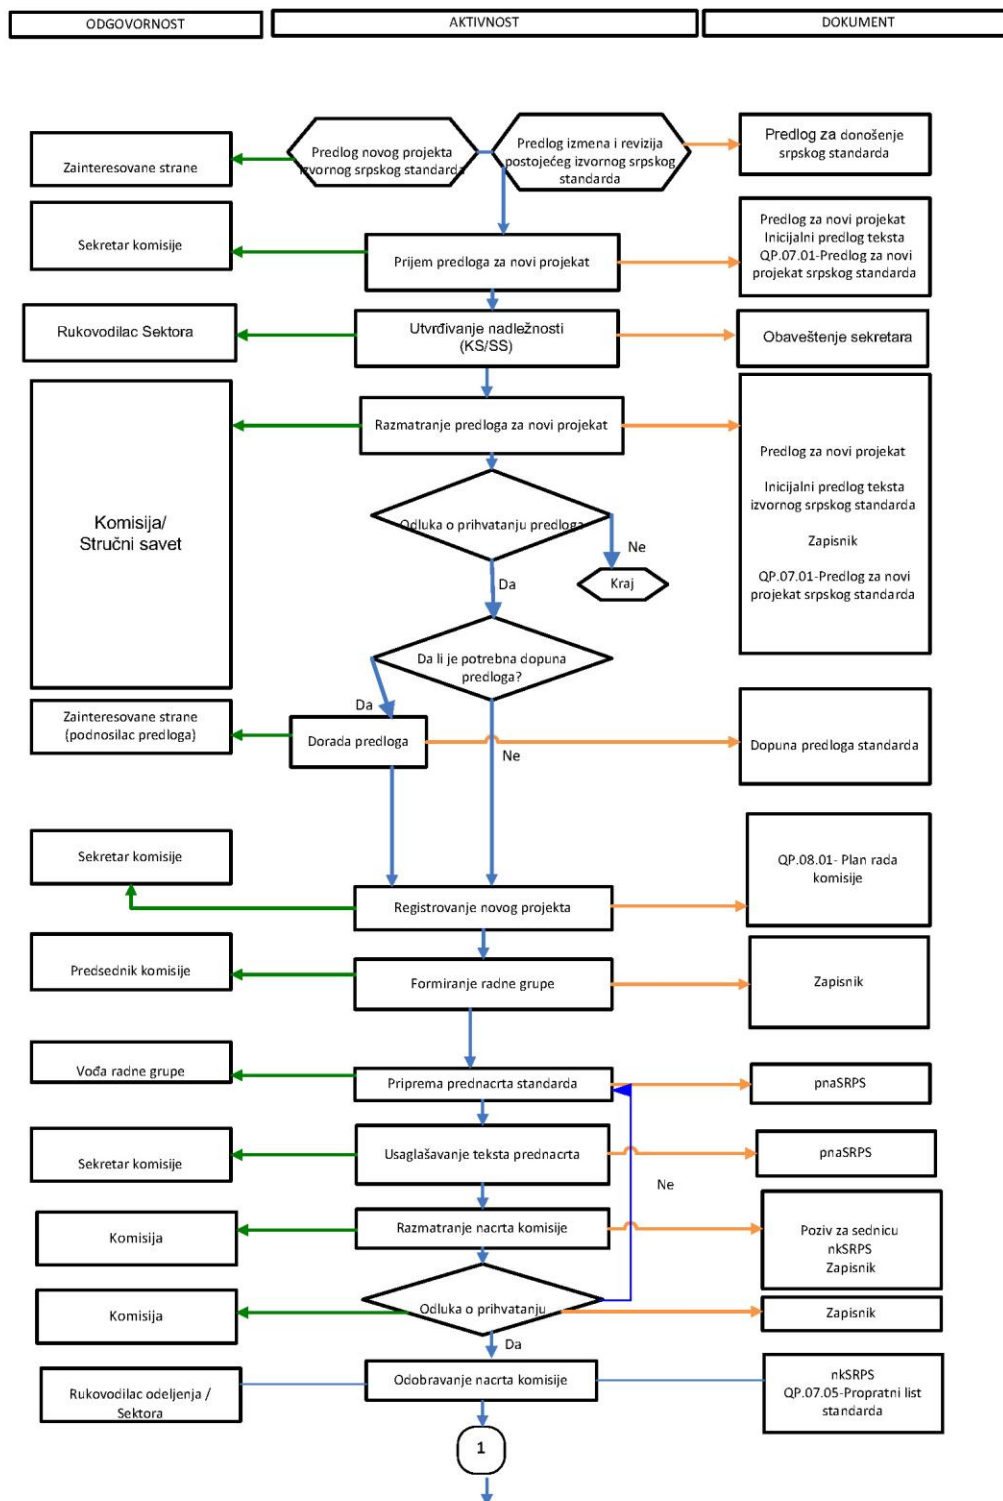 ODGOVORNOST
AKTIVNOST
DOKUMENT
Zainteresovane strane
Predlog novog projekta
izvornog srpskog
standarda
Predlog izmena i revizija
postojećeg izvornog srpskog
standarda
Predlog za donošenje
srpskog standarda
Sekretar komisije
Prijem predloga za novi projekat
Predlog za novi projekat
Inicijalni predlog teksta
QP.07.01-Predlog za novi
projekat srpskog standarda
Rukovodilac Sektora
Utvrđivanje nadležnosti
(KS/SS)
Obaveštenje sekretara
Komisija/
Stručni savet
Razmatranje predloga za novi projekat
Predlog za novi projekat
Inicijalni predlog teksta
izvornog srpskog standarda
Zapisnik
QP.07.01-Predlog za novi
projekat srpskog standarda
Odluka o prihvatanju predloga
Ne
Kraj
Da
Da li je potrebna dopuna
predloga?
Da
Ne
Zainteresovane strane
(podnosilac predloga)
Dorada predloga
Dopuna predloga standarda
Sekretar komisije
Registrovanje novog projekta
QP.08.01- Plan rada
komisije
Predsednik komisije
Formiranje radne grupe
Zapisnik
Vođa radne grupe
Priprema prednacrta standarda
pnaSRPS
Sekretar komisije
Usaglašavanje teksta prednacrta
pnaSRPS
Ne
Komisija
Razmatranje nacrta komisije
Poziv za sednicu
nkSRPS
Zapisnik
Komisija
Odluka o prihvatanju
Zapisnik
Da
Rukovodilac odeljenja /
Sektora
Odobravanje nacrta komisije
nkSRPS
QP.07.05-Propratni list
standarda
1